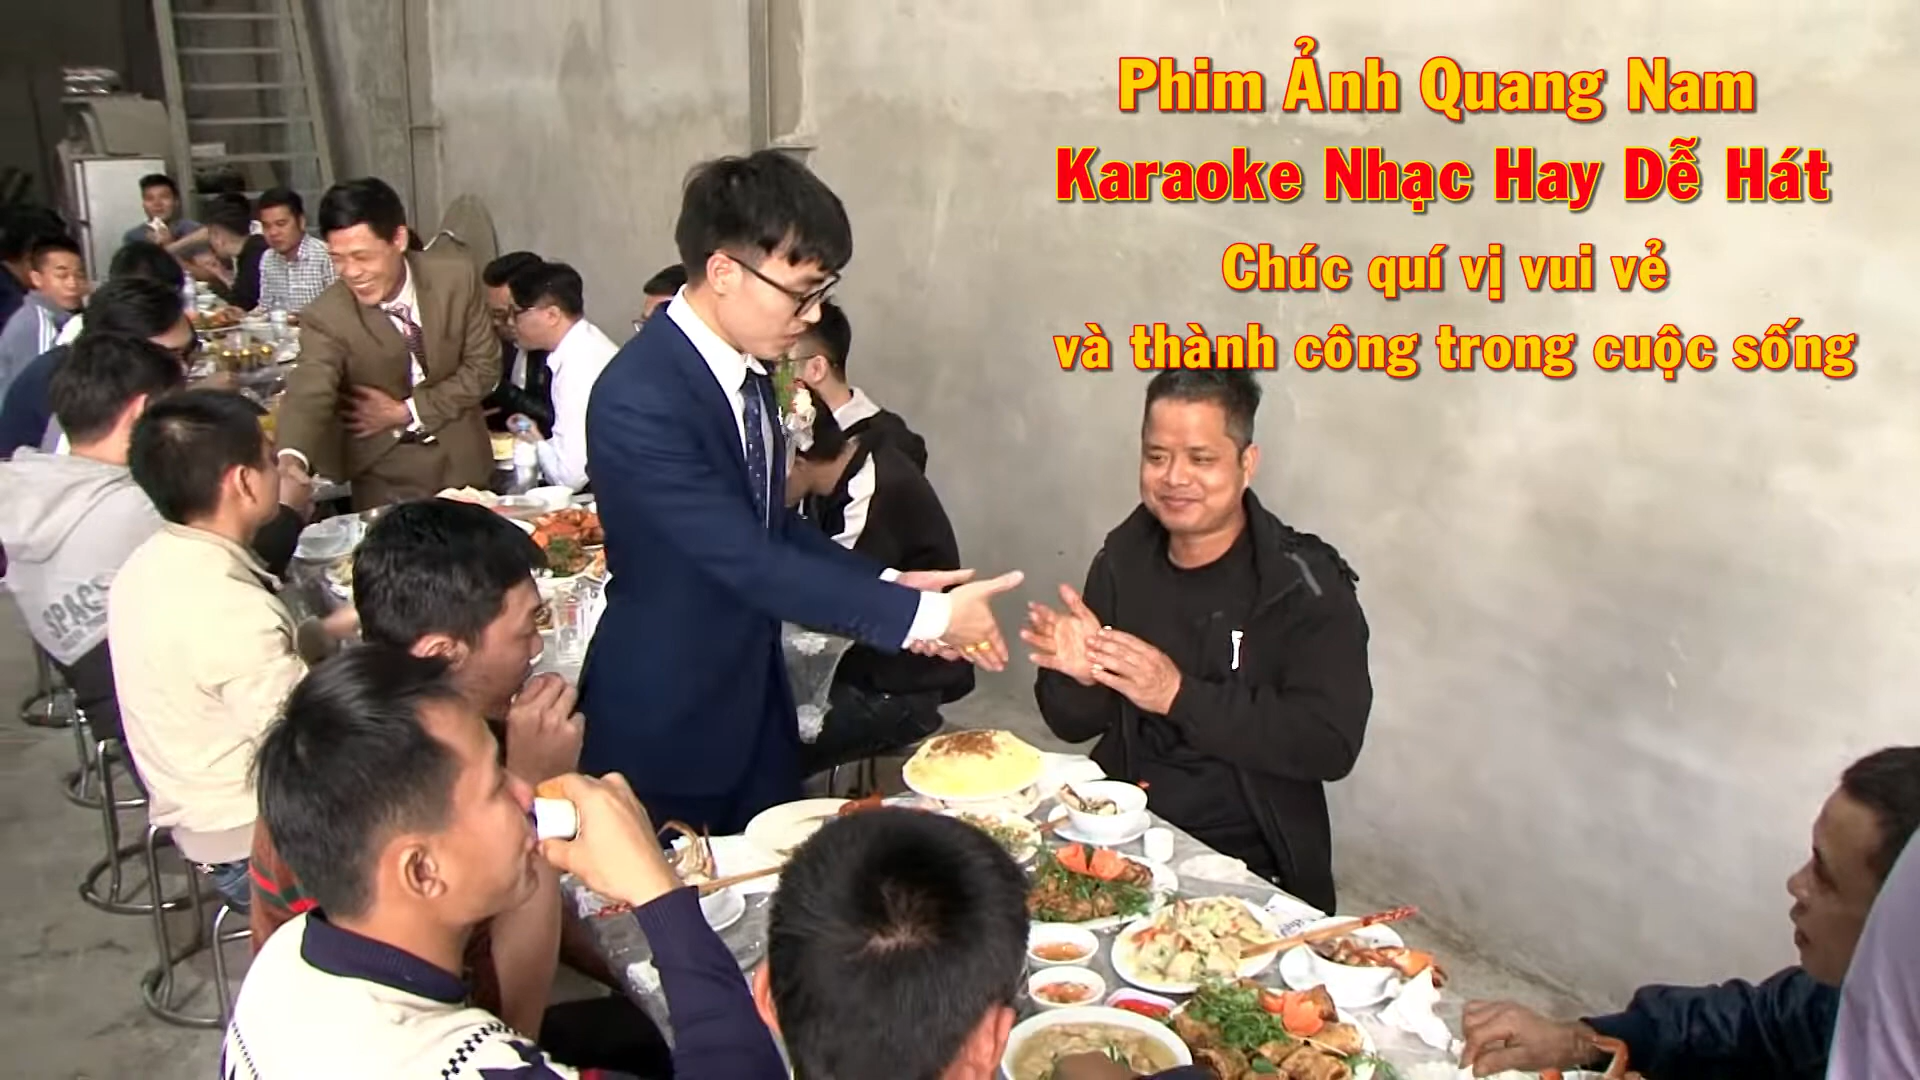 Phim Ảnh Quang Nam
Karaoke Nhạc Hay Dễ Hát
Chúc quí vị vui vẻ
và thành công trong cuộc sống
SPACE